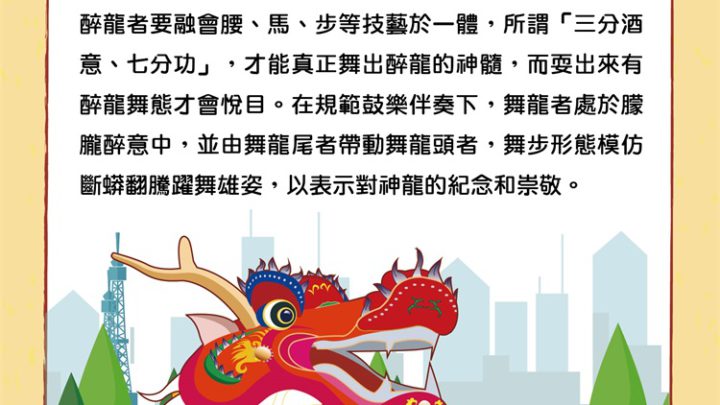 醉龍者要融會腰、馬、步等技藝於一體，所謂「三分酒
意、七分功」，才能真正舞出醉龍的神髓，而耍出來有
醉龍舞態才會悅目。在規範鼓樂伴奏下，舞龍者處於朦
朧醉意中，並由舞龍尾者帶動舞龍頭者，舞步形態模仿
斷蟒翻騰躍舞雄姿，以表示對神龍的紀念和崇敬。